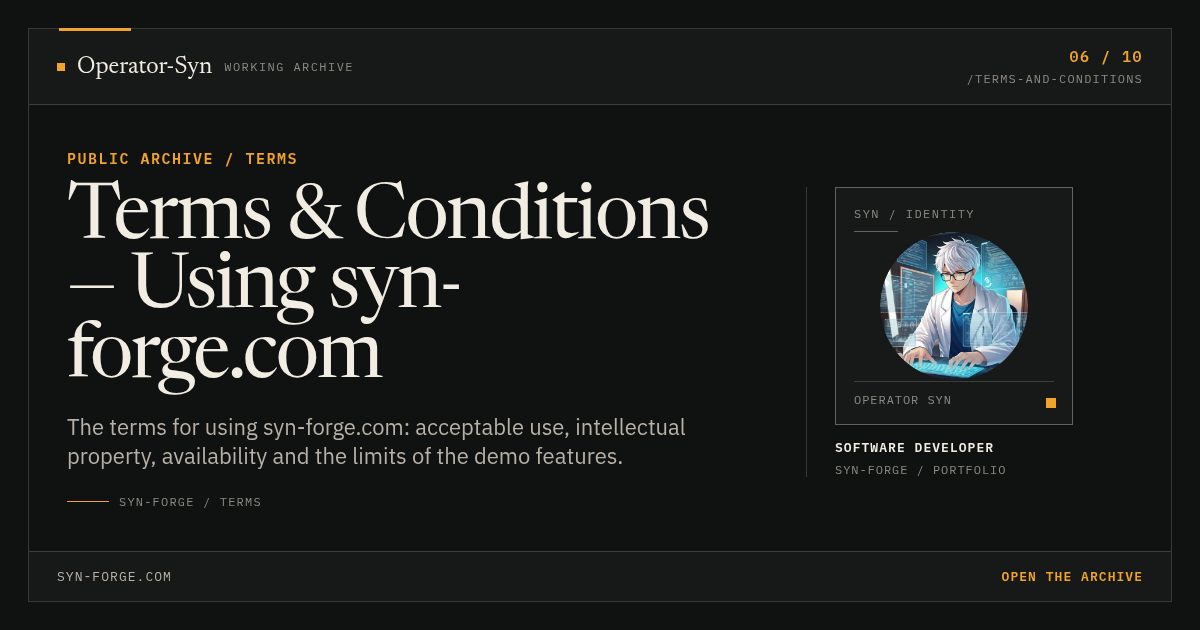 Operator-Syn WORKING ARCHIVE
06 / 10
/TERMS-AND-CONDITIONS
PUBLIC ARCHIVE / TERMS
Terms & Conditions
— Using syn-
forge.com
The terms for using syn-forge.com: acceptable use, intellectual
property, availability and the limits of the demo features.
SYN-FORGE / TERMS
SYN / IDENTITY
OPERATOR SYN
SOFTWARE DEVELOPER
SYN-FORGE / PORTFOLIO
SYN-FORGE.COM
OPEN THE ARCHIVE